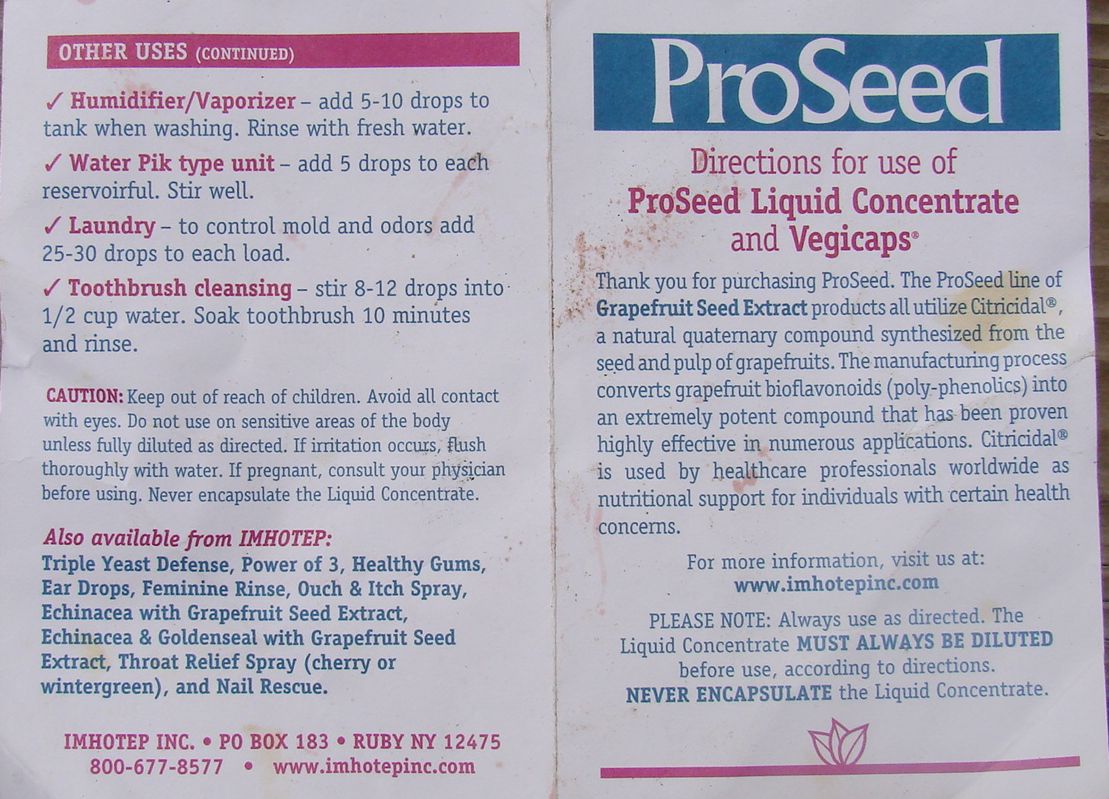 OTHER USES (CONTINUED)
✓ Humidifier/Vaporizer – add 5-10 drops to
tank when washing. Rinse with fresh water.
✓ Water Pik type unit – add 5 drops to each
reservoirful. Stir well.
✓ Laundry – to control mold and odors add
25-30 drops to each load.
✓ Toothbrush cleansing – stir 8-12 drops into
1/2 cup water. Soak toothbrush 10 minutes
and rinse.
CAUTION: Keep out of reach of children. Avoid all contact
with eyes. Do not use on sensitive areas of the body
unless fully diluted as directed. If irritation occurs, flush
thoroughly with water. If pregnant, consult your physician
before using. Never encapsulate the Liquid Concentrate.
Also available from IMHOTEP:
Triple Yeast Defense, Power of 3, Healthy Gums,
Ear Drops, Feminine Rinse, Ouch & Itch Spray,
Echinacea with Grapefruit Seed Extract,
Echinacea & Goldenseal with Grapefruit Seed
Extract, Throat Relief Spray (cherry or
wintergreen), and Nail Rescue.
IMHOTEP INC. • PO BOX 183 • RUBY NY 12475
800-677-8577 • www.imhotepinc.com
ProSeed
Directions for use of
ProSeed Liquid Concentrate
and Vegicaps®
Thank you for purchasing ProSeed. The ProSeed line of
Grapefruit Seed Extract products all utilize Citricidal®,
a natural quaternary compound synthesized from the
seed and pulp of grapefruits. The manufacturing process
converts grapefruit bioflavonoids (poly-phenolics) into
an extremely potent compound that has been proven
highly effective in numerous applications. Citricidal®
is used by healthcare professionals worldwide as
nutritional support for individuals with certain health
concerns.
For more information, visit us at:
www.imhotepinc.com
PLEASE NOTE: Always use as directed. The
Liquid Concentrate MUST ALWAYS BE DILUTED
before use, according to directions.
NEVER ENCAPSULATE the Liquid Concentrate.